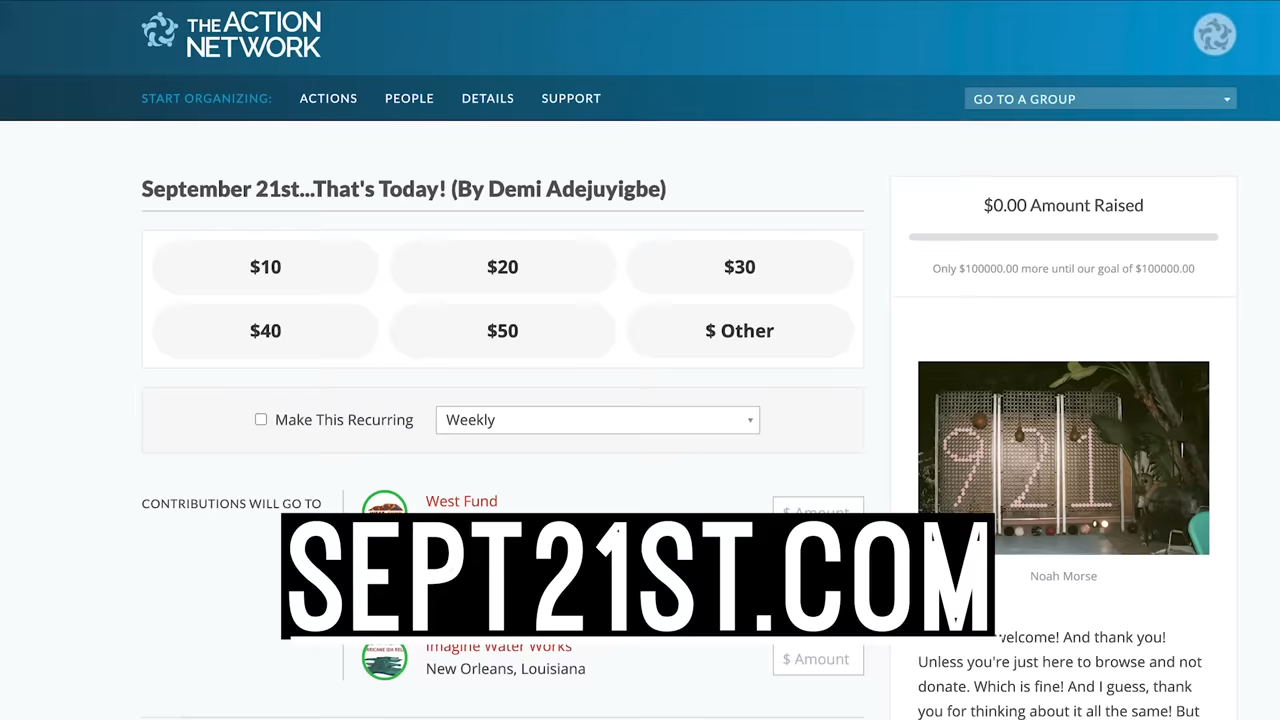 THE ACTION
NETWORK
START ORGANIZING: ACTIONS PEOPLE DETAILS SUPPORT
GO TO A GROUP
September 21st...That's Today! (By Demi Adejuyigbe)
$10 $20 $30
$40 $50 $ Other
Make This Recurring Weekly
CONTRIBUTIONS WILL GO TO
West Fund
$ Amount
SEPT21ST.COM
Imagine Water Works
New Orleans, Louisiana
$ Amount
$0.00 Amount Raised
Only $100000.00 more until our goal of $100000.00
921
Noah Morse
welcome! And thank you!
Unless you're just here to browse and not
donate. Which is fine! And I guess, thank
you for thinking about it all the same! But